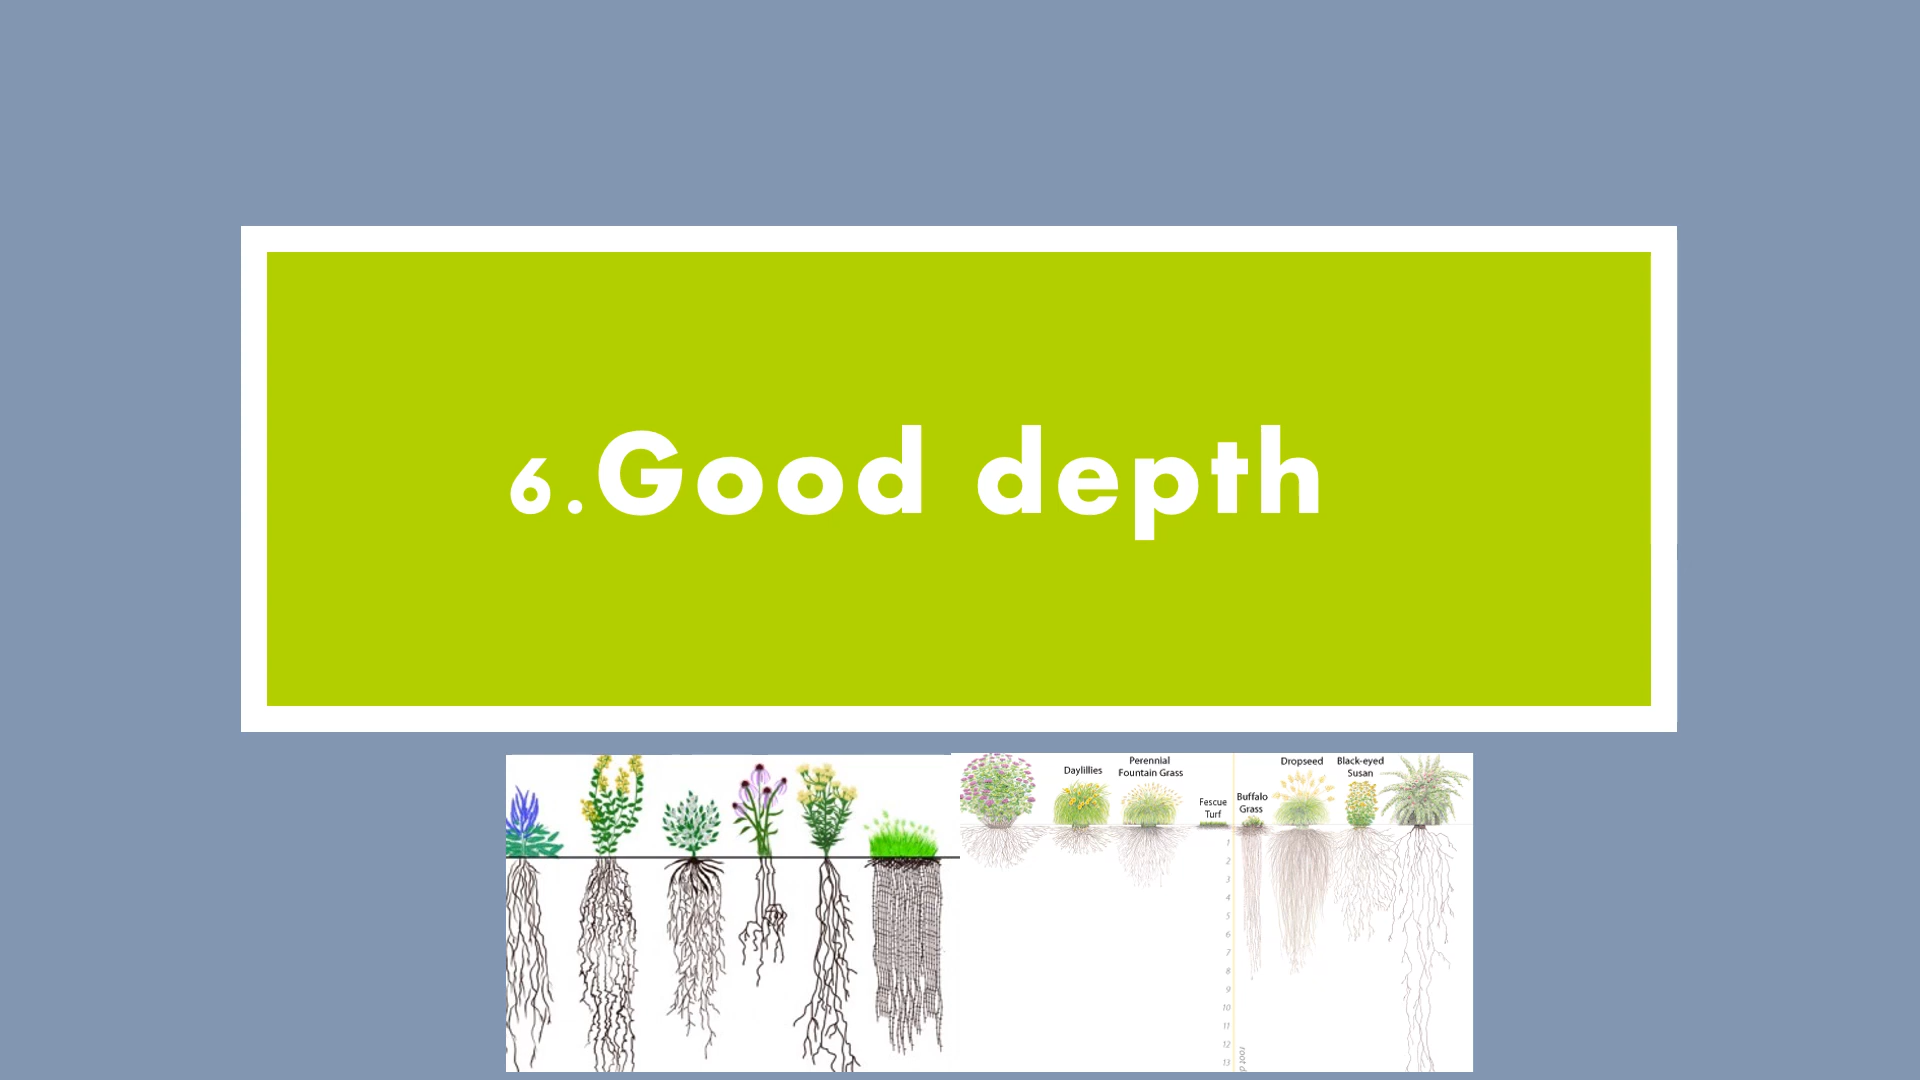 6.Good depth
Daylillies
Perennial
Fountain Grass
Fescue
Turf
Buffalo
Grass
Dropseed
Black-eyed
Susan
1
2
3
4
5
6
7
8
9
10
11
12
13
root d